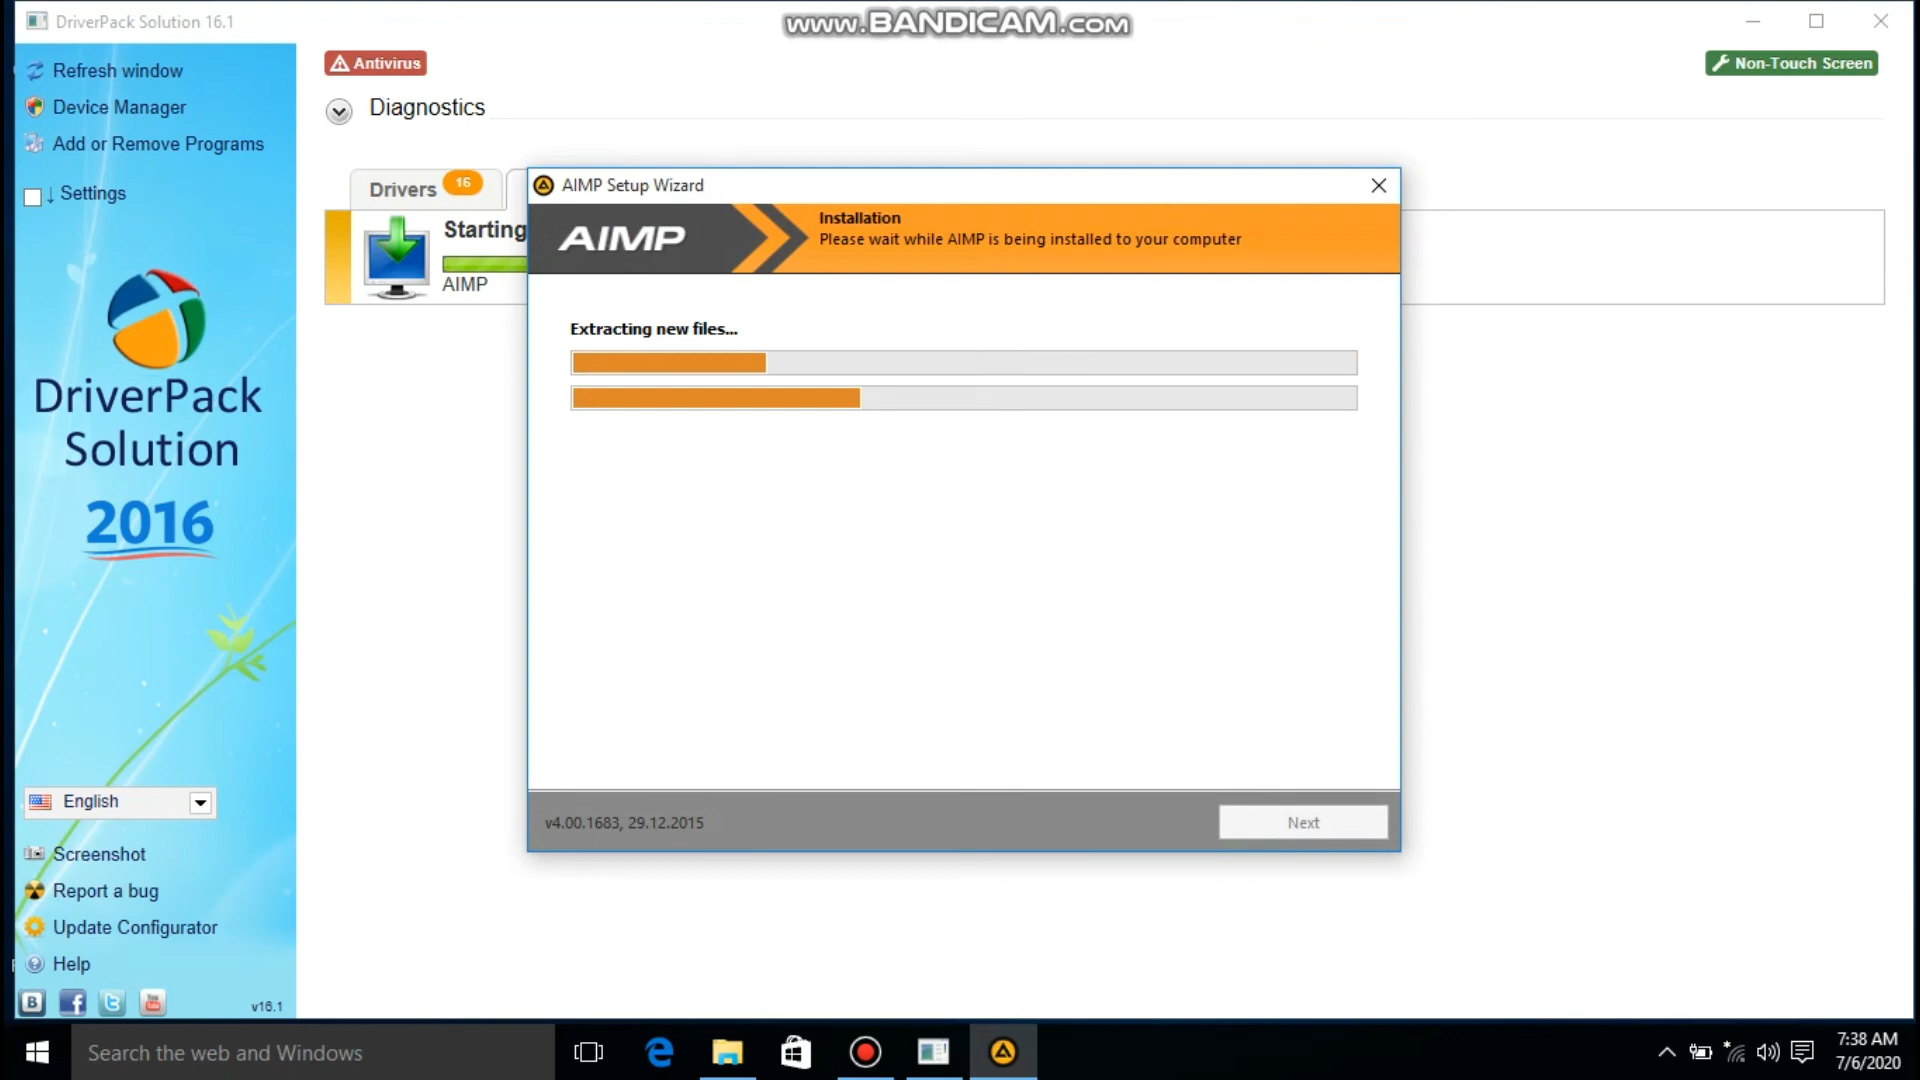 DriverPack Solution 16.1
www.BANDICAM.com
Refresh window
Device Manager
Add or Remove Programs
↓ Settings
DriverPack
Solution
2016
English
Screenshot
Report a bug
Update Configurator
Help
B f t You
v16.1
Antivirus
Non-Touch Screen
Diagnostics
Drivers 16
Starting
AIMP
AIMP Setup Wizard
AIMP
Installation
Please wait while AIMP is being installed to your computer
Extracting new files...
v4.00.1683, 29.12.2015
Next
Search the web and Windows
7:38 AM
7/6/2020